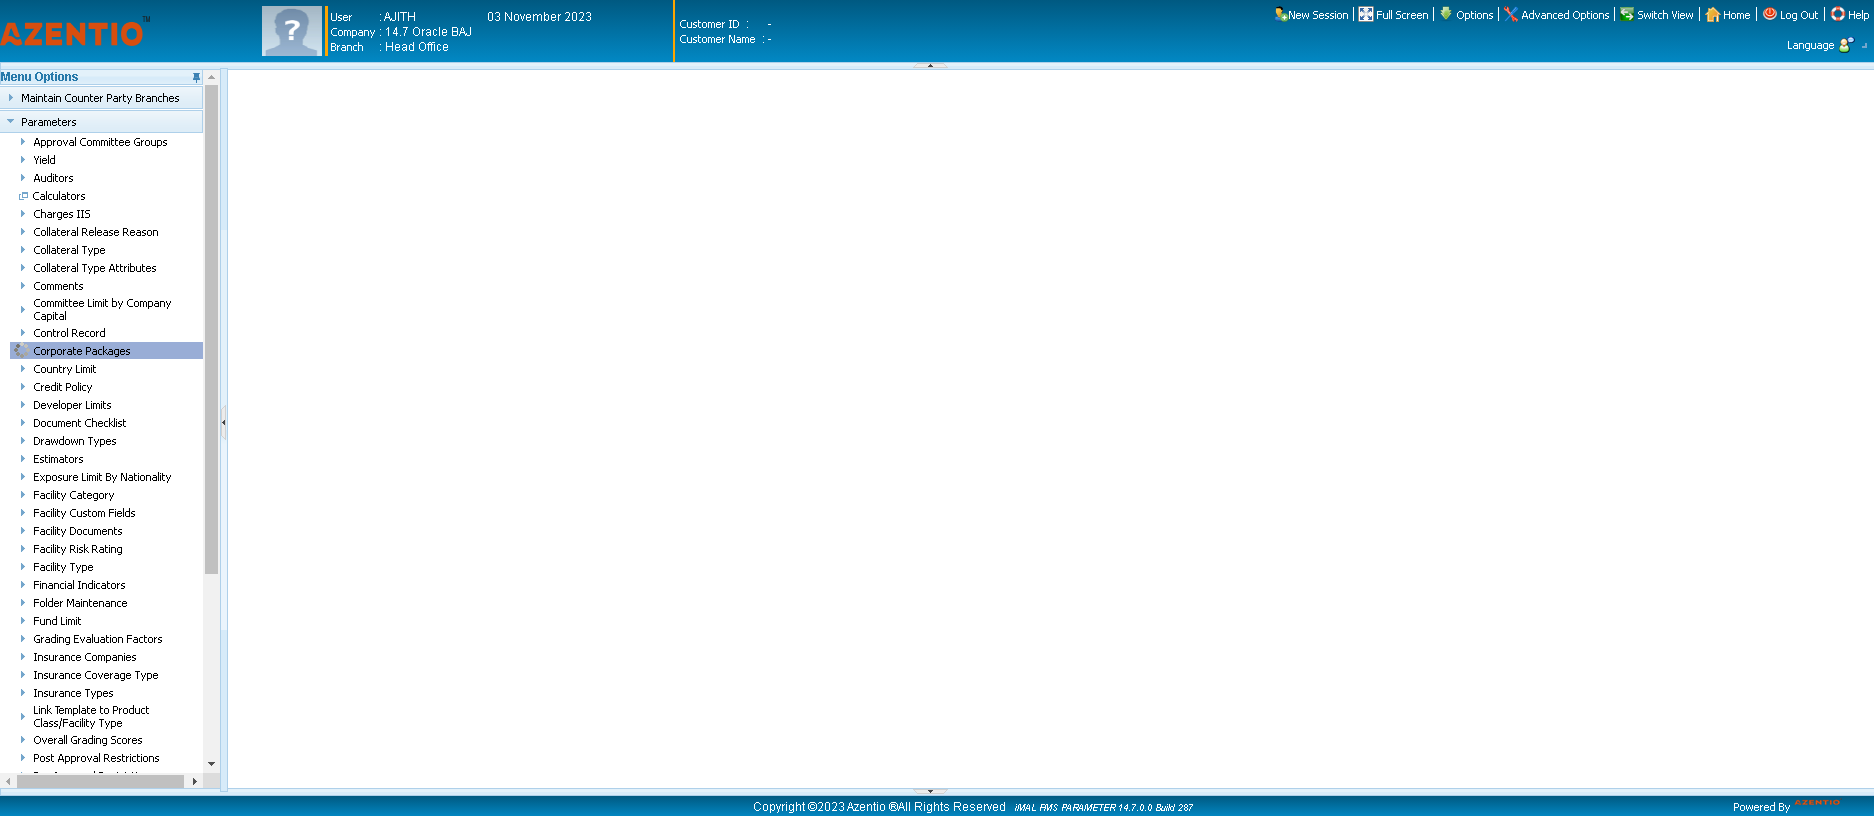 AZENTIO™
User : AJITH 03 November 2023
Company : 14.7 Oracle BAJ
Branch : Head Office
Customer ID : -
Customer Name : -
New Session | Full Screen | Options | Advanced Options | Switch View | Home | Log Out | Help
Language
Menu Options
Maintain Counter Party Branches
Parameters
Approval Committee Groups
Yield
Auditors
Calculators
Charges IIS
Collateral Release Reason
Collateral Type
Collateral Type Attributes
Comments
Committee Limit by Company
Capital
Control Record
Corporate Packages
Country Limit
Credit Policy
Developer Limits
Document Checklist
Drawdown Types
Estimators
Exposure Limit By Nationality
Facility Category
Facility Custom Fields
Facility Documents
Facility Risk Rating
Facility Type
Financial Indicators
Folder Maintenance
Fund Limit
Grading Evaluation Factors
Insurance Companies
Insurance Coverage Type
Insurance Types
Link Template to Product
Class/Facility Type
Overall Grading Scores
Post Approval Restrictions
Copyright ©2023 Azentio ®All Rights Reserved iMAL FMS PARAMETER 14.7.0.0 Build 287
Powered By AZENTIO